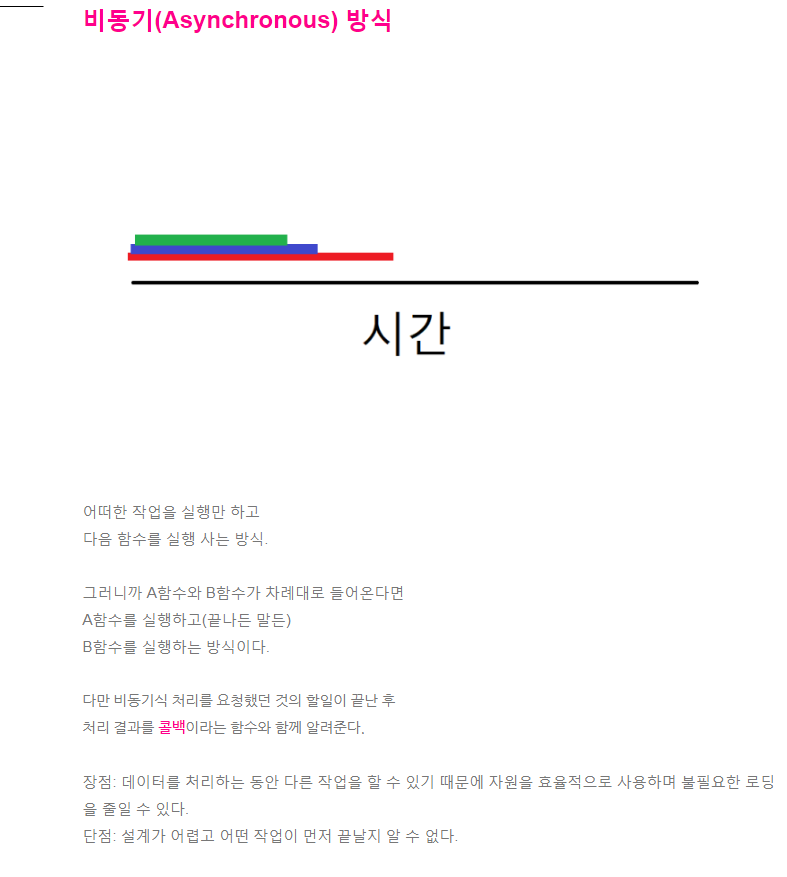 비동기(Asynchronous) 방식
시간
어떠한 작업을 실행만 하고
다음 함수를 실행 사는 방식.
그러니까 A함수와 B함수가 차례대로 들어온다면
A함수를 실행하고(끝나든 말든)
B함수를 실행하는 방식이다.
다만 비동기식 처리를 요청했던 것의 할일이 끝난 후
처리 결과를 콜백이라는 함수와 함께 알려준다.
장점: 데이터를 처리하는 동안 다른 작업을 할 수 있기 때문에 자원을 효율적으로 사용하며 불필요한 로딩
을 줄일 수 있다.
단점: 설계가 어렵고 어떤 작업이 먼저 끝날지 알 수 없다.